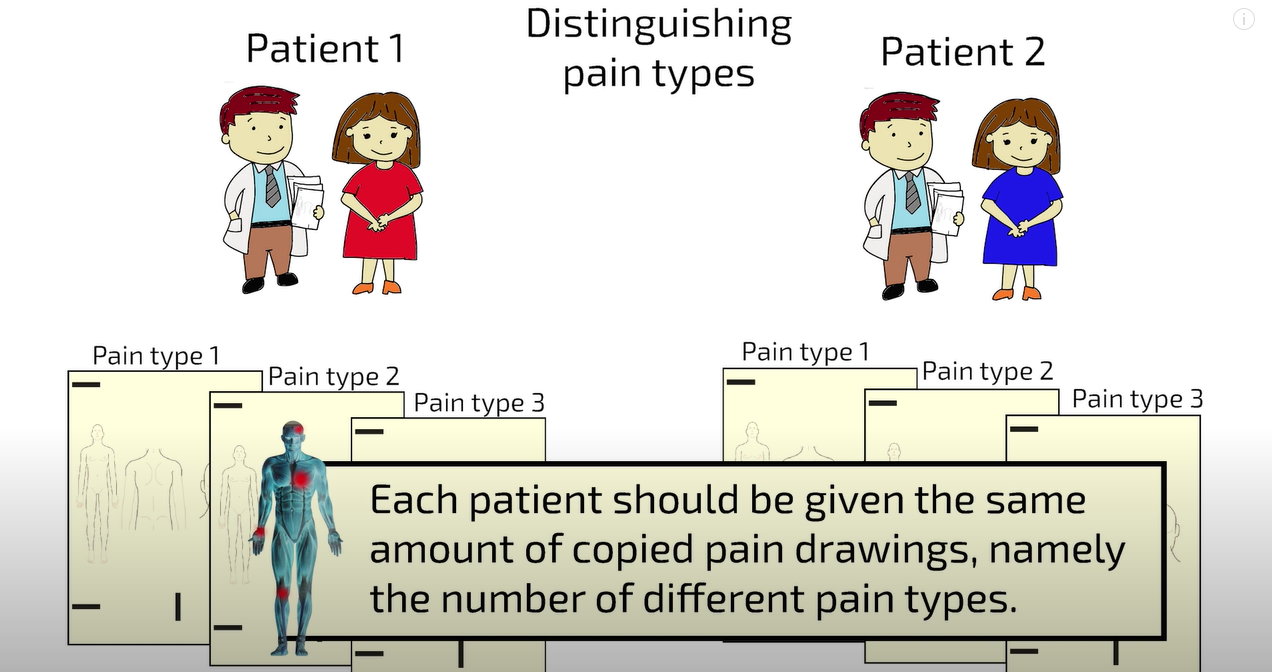 Distinguishing
pain types
Patient 1
Patient 2
Pain type 1
Pain type 2
Pain type 3
Pain type 1
Pain type 2
Pain type 3
Each patient should be given the same
amount of copied pain drawings, namely
the number of different pain types.